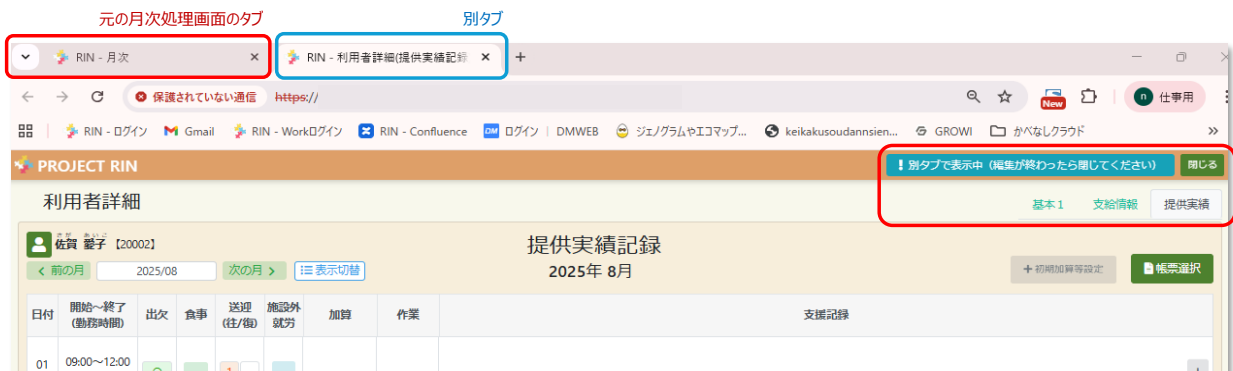 元の月次処理画面のタブ
別タブ
RIN - 月次
RIN - 利用者詳細(提供実績記録
保護されていない通信 https://
New
n 仕事用
RIN - ログイン
Gmail
RIN - Workログイン
RIN - Confluence
DM ログイン | DMWEB
ジェノグラムやエコマップ...
keikakusoudannsien...
GROWI
かべなしクラウド
PROJECT RIN
別タブで表示中（編集が終わったら閉じてください）
閉じる
利用者詳細
基本1 支給情報 提供実績
さが あいこ
佐賀 愛子 【20002】
提供実績記録
前の月 2025/08 次の月 表示切替
2025年 8月
初期加算等設定
帳票選択
日付 開始～終了 (勤務時間) 出欠 食事 送迎 (往/復) 施設外 就労 加算 作業 支援記録
01 09:00～12:00 1